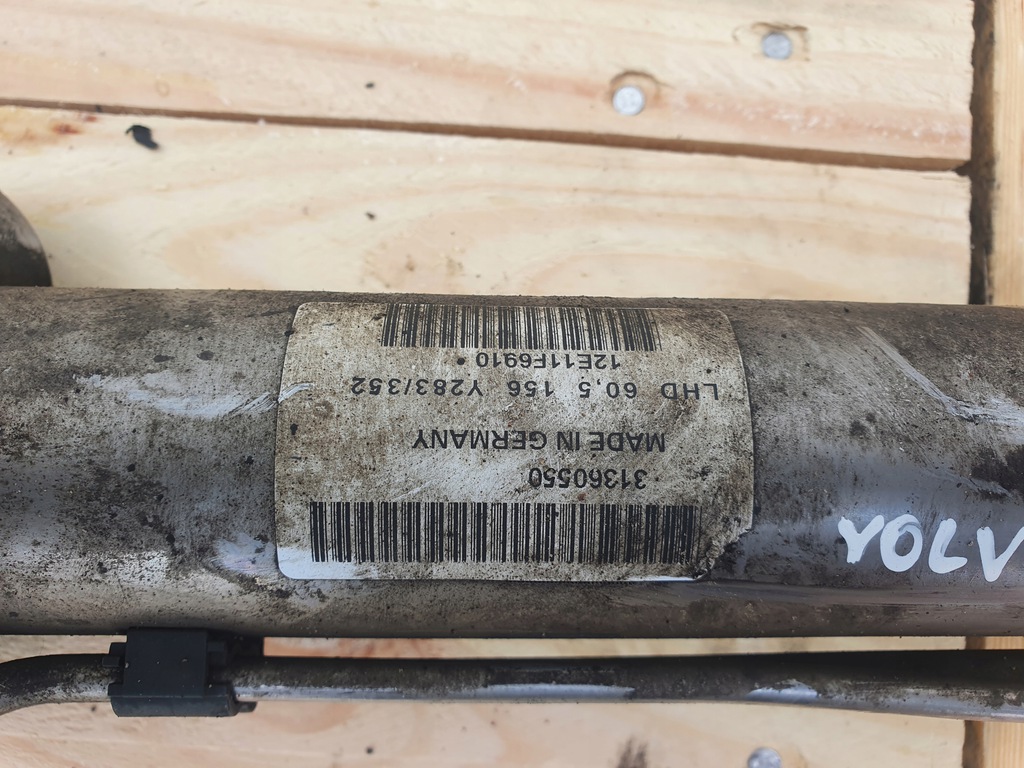 31360550
MADE IN GERMANY
LHD 60,5 156 Y283/352
12E11F6910
VOLV